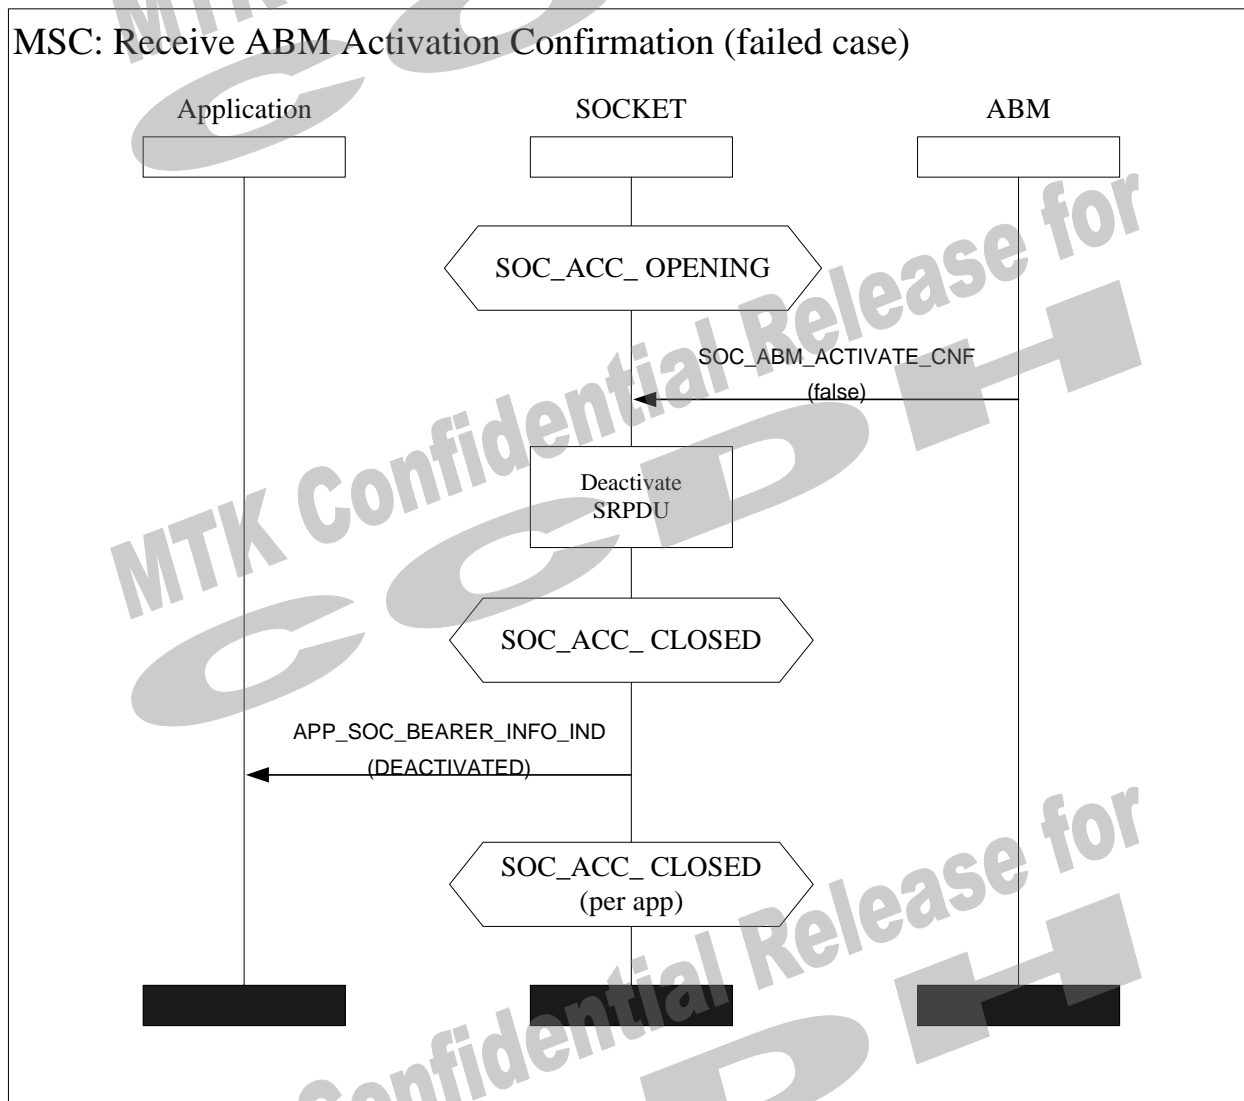 MSC: Receive ABM Activation Confirmation (failed case)
Application
SOCKET
ABM
SOC_ACC_ OPENING
SOC_ABM_ACTIVATE_CNF
(false)
Deactivate
SRPDU
SOC_ACC_ CLOSED
APP_SOC_BEARER_INFO_IND
(DEACTIVATED)
SOC_ACC_ CLOSED
(per app)
MTK Confidential Release for
CCDH
Confidential Release for